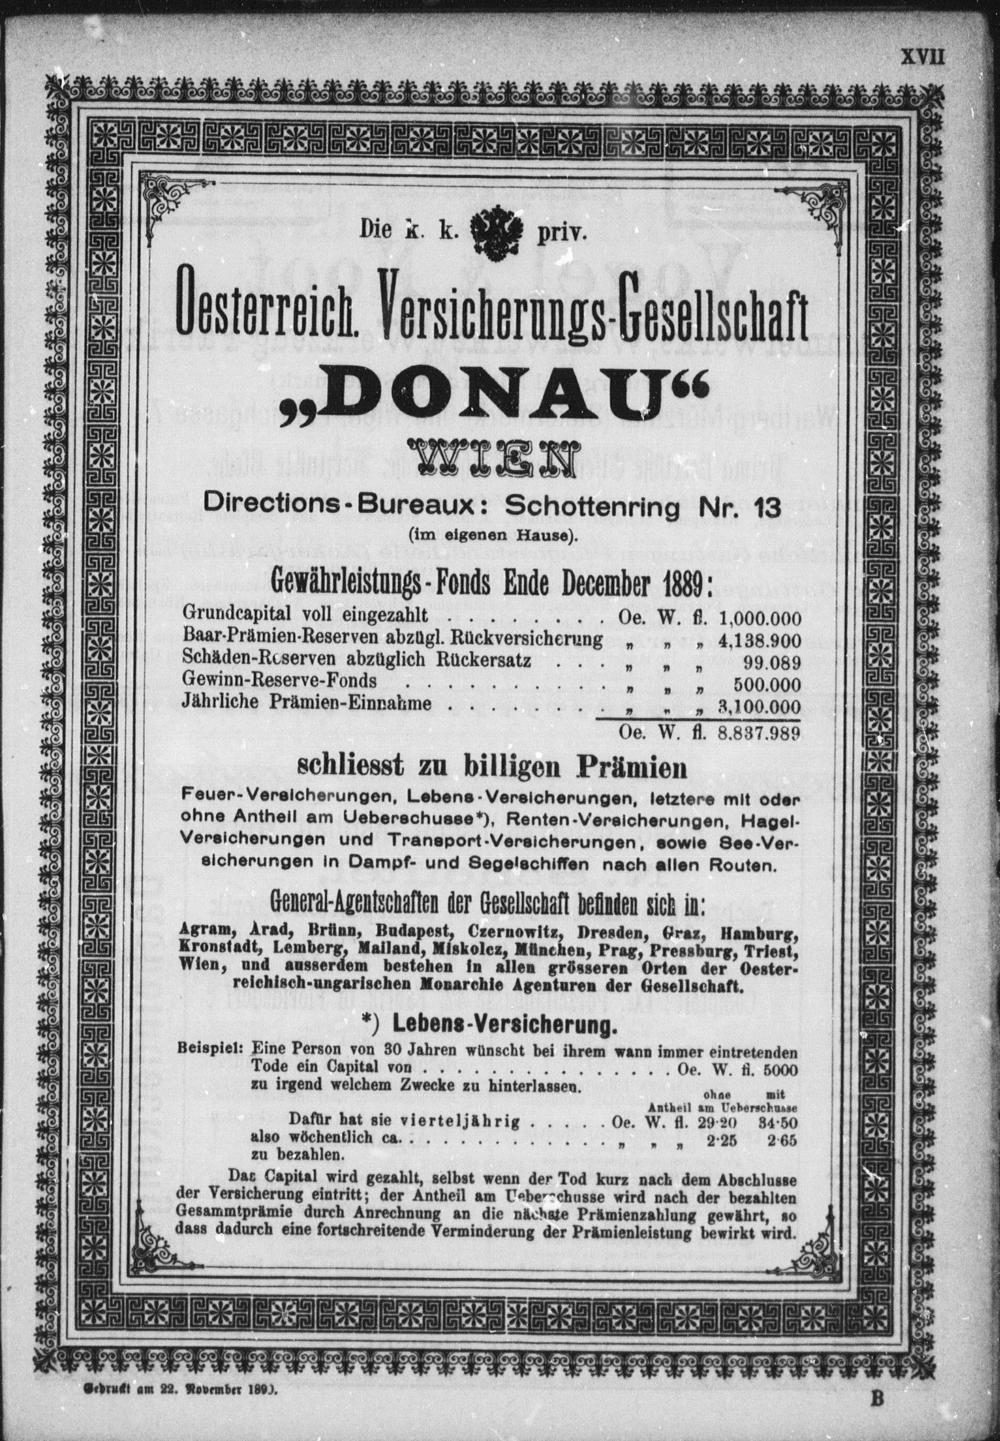 XVII
Die k. k. priv.
Oesterreich. Versicherungs-Gesellschaft
„DONAU“
WIEN
Directions-Bureaux: Schottenring Nr. 13
(im eigenen Hause).
Gewährleistungs-Fonds Ende December 1889:
Grundcapital voll eingezahlt . . . . . . . . Oe. W. fl. 1,000.000
Baar-Prämien-Reserven abzügl. Rückversicherung „ „ „ 4,138.900
Schäden-Reserven abzüglich Rückersatz . . . „ „ „ 99.089
Gewinn-Reserve-Fonds . . . . . . . . . . „ „ „ 500.000
Jährliche Prämien-Einnahme . . . . . . . . „ „ „ 3,100.000
Oe. W. fl. 8.837.989
schliesst zu billigen Prämien
Feuer-Versicherungen, Lebens-Versicherungen, letztere mit oder
ohne Antheil am Ueberschusse*), Renten-Versicherungen, Hagel-
Versicherungen und Transport-Versicherungen, sowie See-Ver-
sicherungen in Dampf- und Segelschiffen nach allen Routen.
General-Agentschaften der Gesellschaft befinden sich in:
Agram, Arad, Brünn, Budapest, Czernowitz, Dresden, Graz, Hamburg,
Kronstadt, Lemberg, Mailand, Miskolcz, München, Prag, Pressburg, Triest,
Wien, und ausserdem bestehen in allen grösseren Orten der Oester-
reichisch-ungarischen Monarchie Agenturen der Gesellschaft.
*) Lebens-Versicherung.
Beispiel: Eine Person von 30 Jahren wünscht bei ihrem wann immer eintretenden
Tode ein Capital von . . . . . . . . . . . . . . . Oe. W. fl. 5000
zu irgend welchem Zwecke zu hinterlassen.
ohne mit
Antheil am Ueberschusse
Dafür hat sie vierteljährig . . . . . Oe. W. fl. 29·20 34·50
also wöchentlich ca. . . . . . . . . . . . „ „ „ 2·25 2·65
zu bezahlen.
Das Capital wird gezahlt, selbst wenn der Tod kurz nach dem Abschlusse
der Versicherung eintritt; der Antheil am Ueberschusse wird nach der bezahlten
Gesammtprämie durch Anrechnung an die nächste Prämienzahlung gewährt, so
dass dadurch eine fortschreitende Verminderung der Prämienleistung bewirkt wird.
Gedruckt am 22. November 1890.
B